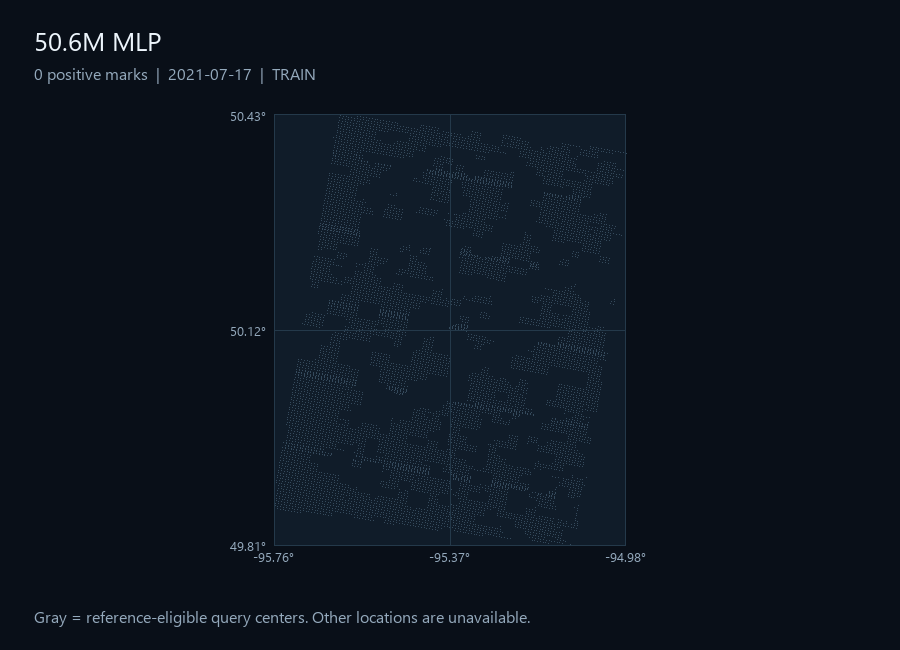 50.6M MLP
0 positive marks | 2021-07-17 | TRAIN
50.43°
50.12°
49.81°
-95.76° -95.37° -94.98°
Gray = reference-eligible query centers. Other locations are unavailable.